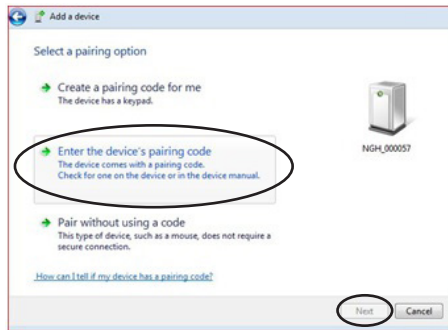 Add a device
Select a pairing option
Create a pairing code for me
The device has a keypad.
Enter the device's pairing code
The device comes with a pairing code.
Check for one on the device or in the device manual.
NGH_000057
Pair without using a code
This type of device, such as a mouse, does not require a
secure connection.
How can I tell if my device has a pairing code?
Next
Cancel